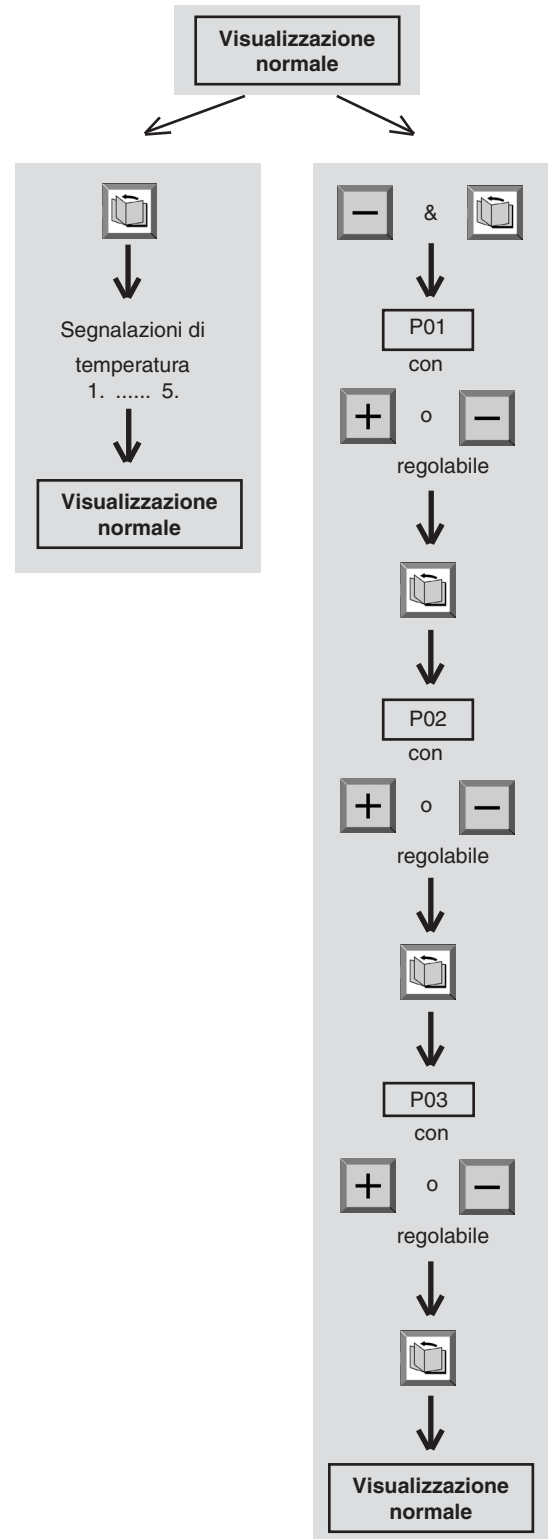 Visualizzazione
normale
Segnalazioni di
temperatura
1. ...... 5.
Visualizzazione
normale
− &
P01
con
+ o −
regolabile
P02
con
+ o −
regolabile
P03
con
+ o −
regolabile
Visualizzazione
normale